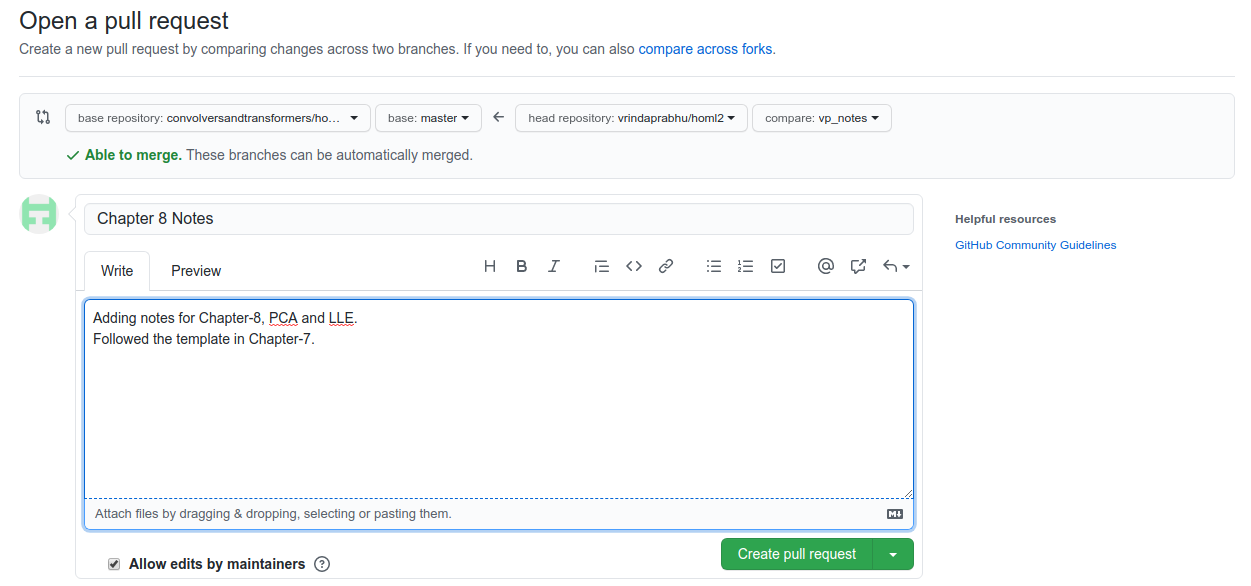 Open a pull request
Create a new pull request by comparing changes across two branches. If you need to, you can also compare across forks.
base repository: convolversandtransformers/ho... base: master ← head repository: vrindaprabhu/homl2 compare: vp_notes
Able to merge. These branches can be automatically merged.
Chapter 8 Notes
Helpful resources
GitHub Community Guidelines
Write Preview
Adding notes for Chapter-8, PCA and LLE.
Followed the template in Chapter-7.
Attach files by dragging & dropping, selecting or pasting them.
Allow edits by maintainers
Create pull request